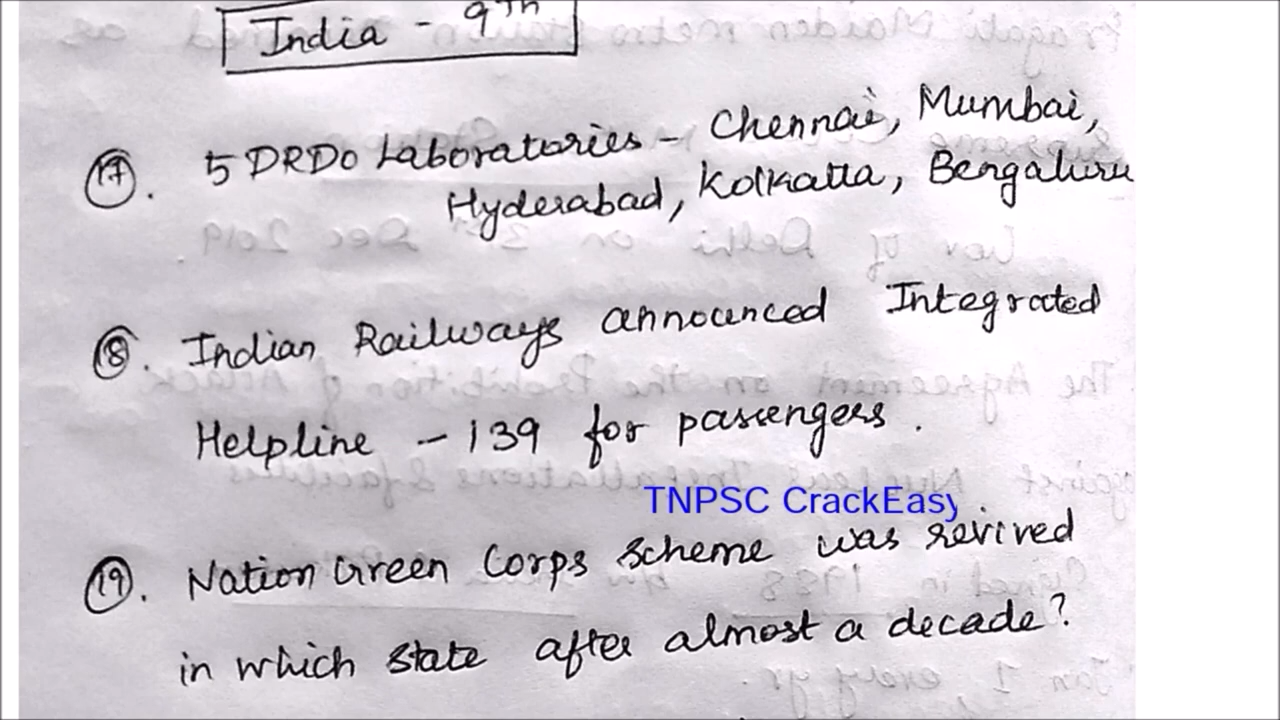 India - 9th
17. 5 DRDO Laboratories - Chennai, Mumbai,
Hyderabad, Kolkatta, Bengaluru
18. Indian Railways announced Integrated
Helpline - 139 for passengers.
TNPSC CrackEasy
19. Nation Green Corps scheme was revived
in which state after almost a decade?